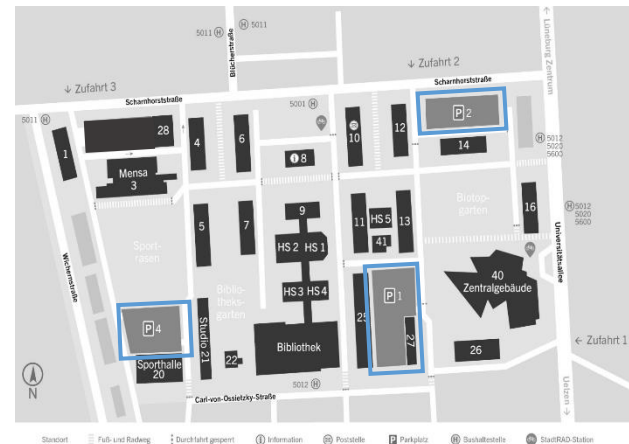 5011 H
H 5011
Blücherstraße
← Lüneburg Zentrum
↓ Zufahrt 3
↓ Zufahrt 2
Scharnhorststraße
Scharnhorststraße
5011 H
5001 H
P 2
1
28
4
6
10
12
14
H 5012
5020
5600
i 8
Mensa
3
Biotop-
garten
16
H 5012
5020
5600
9
11
HS 5
13
41
5
7
Sport-
rasen
HS 2
HS 1
Universitätsallee
Wichernstraße
Biblio-
theks-
garten
HS 3
HS 4
40
Zentralgebäude
P 4
P 1
Studio 21
25
27
← Zufahrt 1
Bibliothek
22
26
Sporthalle
20
N
5012 H
Carl-von-Ossietzky-Straße
Uelzen →
Standort
Fuß- und Radweg
Durchfahrt gesperrt
i Information
Poststelle
P Parkplatz
H Bushaltestelle
StadtRAD-Station